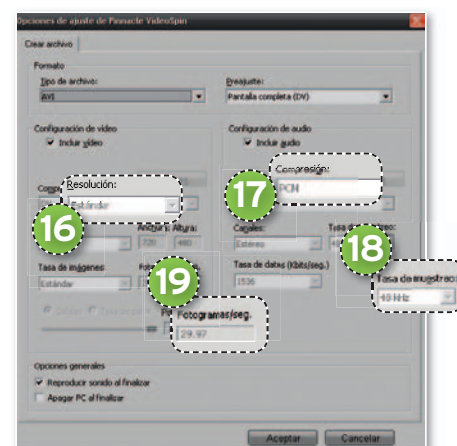 Opciones de ajuste de Pinnacle VideoSpin
Crear archivo
Formato
Tipo de archivo:
AVI
Preajuste:
Pantalla completa (DV)
Configuración de vídeo
Incluir vídeo
Configuración de audio
Incluir audio
Resolución:
Estándar
16
17
Compresión:
PCM
Anchura: Altura:
720 480
Canales:
Estéreo
18
Tasa de imágenes:
Estándar
19
Tasa de datos (Kbits/seg.)
1536
Tasa de muestreo:
48 kHz
Fotogramas/seg.
29.97
Opciones generales
Reproducir sonido al finalizar
Apagar PC al finalizar
Aceptar
Cancelar